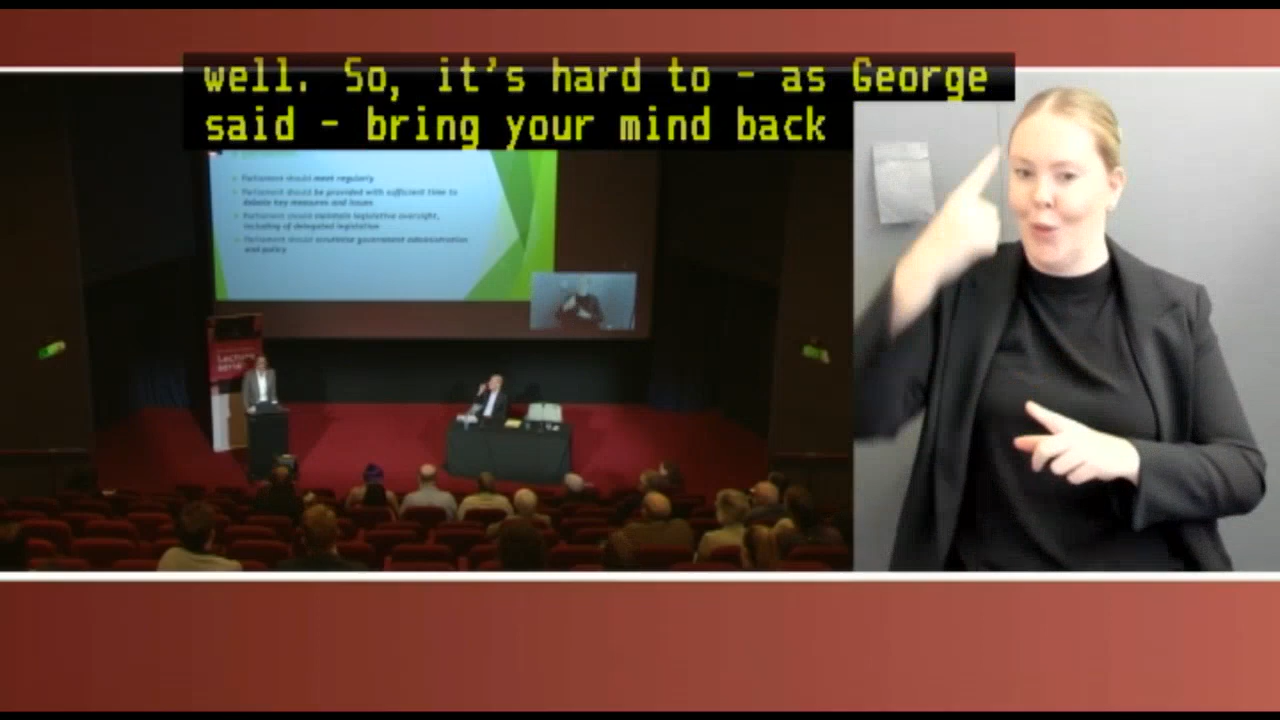 well. So, it's hard to - as George
said - bring your mind back
Parliament should meet regularly
Parliament should be provided with sufficient time to
debate key measures and issues
Parliament should maintain legislative oversight,
including of delegated legislation
Parliament should scrutinise government administration
and policy
Lecture
series